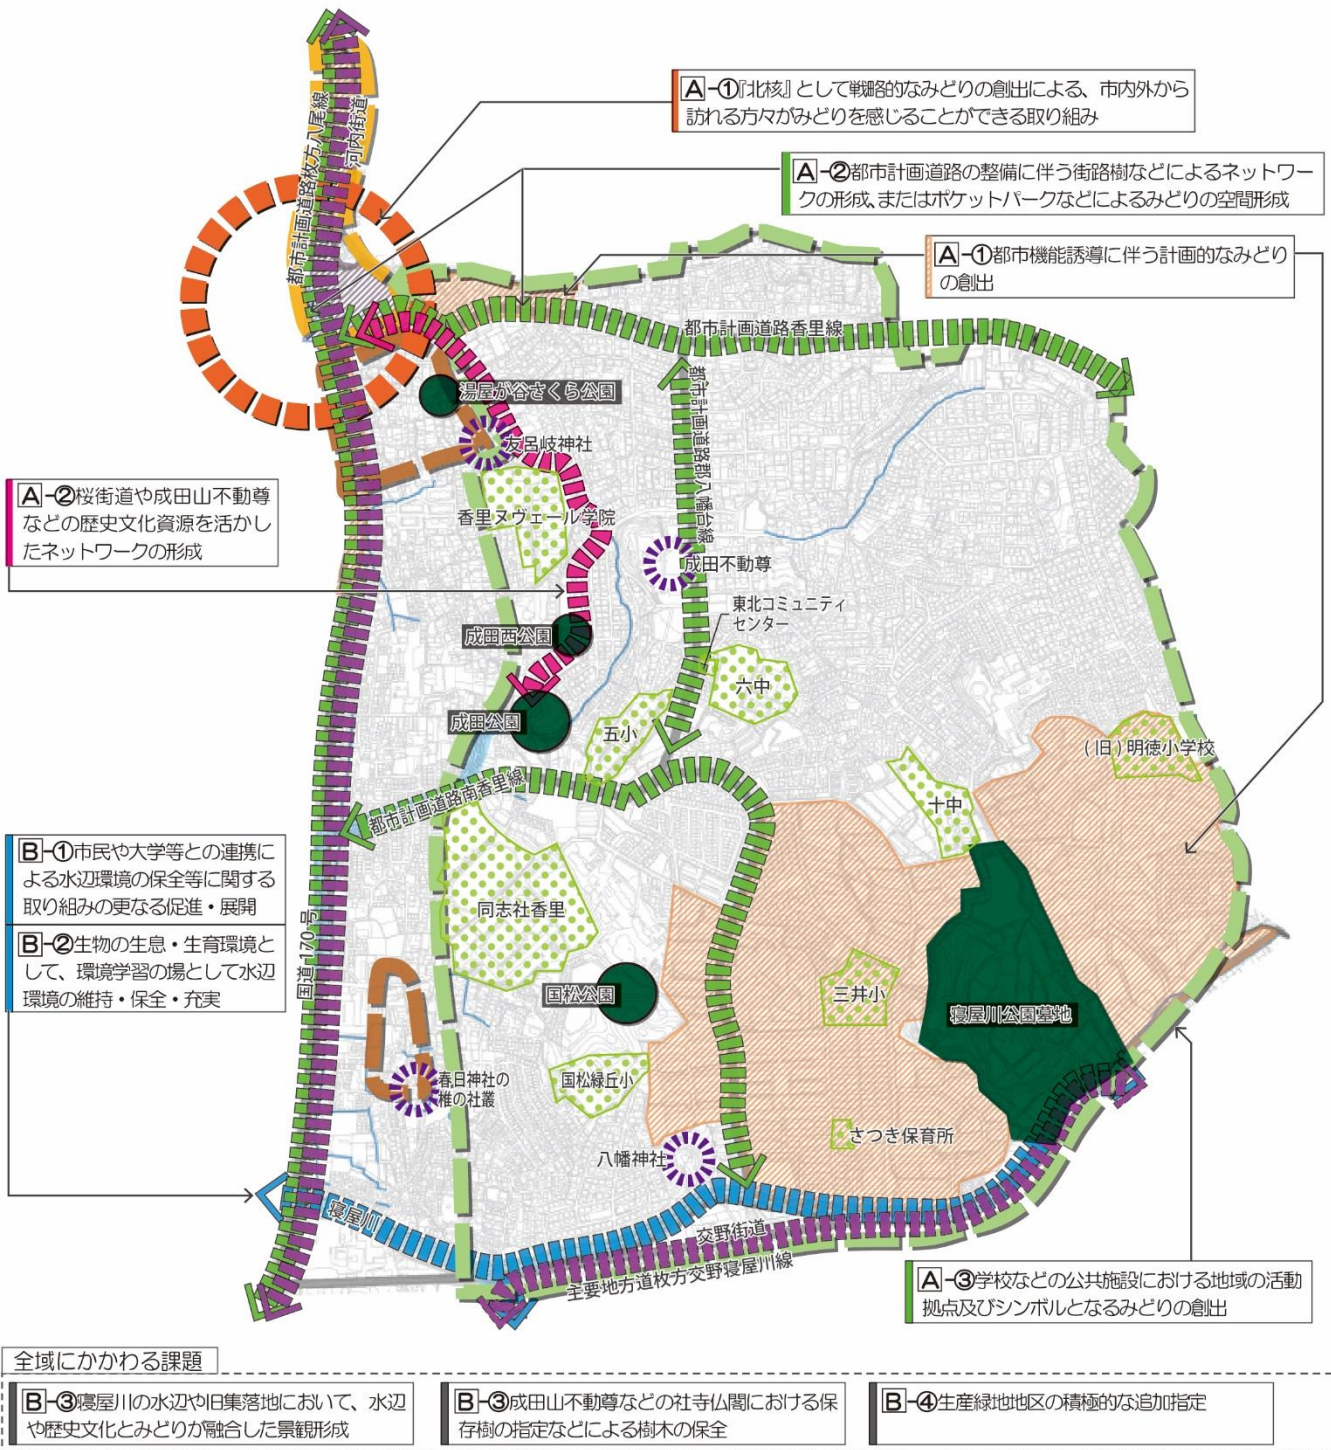 A-①『北核』として戦略的なみどりの創出による、市内外から
訪れる方々がみどりを感じることができる取り組み
A-②都市計画道路の整備に伴う街路樹などによるネットワー
クの形成、またはポケットパークなどによるみどりの空間形成
A-①都市機能誘導に伴う計画的なみどり
の創出
都市計画道路枚方八尾線
河内街道
都市計画道路香里線
都市計画道路郡八幡台線
湯屋が谷さくら公園
友呂岐神社
A-②桜街道や成田山不動尊
などの歴史文化資源を活かし
たネットワークの形成
香里ヌヴェール学院
成田不動尊
東北コミュニティ
センター
成田西公園
六中
成田公園
五小
(旧)明徳小学校
都市計画道路南香里線
十中
B-①市民や大学等との連携に
よる水辺環境の保全等に関する
取り組みの更なる促進・展開
B-②生物の生息・生育環境と
して、環境学習の場として水辺
環境の維持・保全・充実
国道170号
同志社香里
国松公園
三井小
寝屋川公園墓地
春日神社の
椎の社叢
国松緑丘小
さつき保育所
八幡神社
寝屋川
交野街道
主要地方道枚方交野寝屋川線
A-③学校などの公共施設における地域の活動
拠点及びシンボルとなるみどりの創出
全域にかかわる課題
B-③寝屋川の水辺や旧集落地において、水辺
や歴史文化とみどりが融合した景観形成
B-③成田山不動尊などの社寺仏閣における保
存樹の指定などによる樹木の保全
B-④生産緑地地区の積極的な追加指定